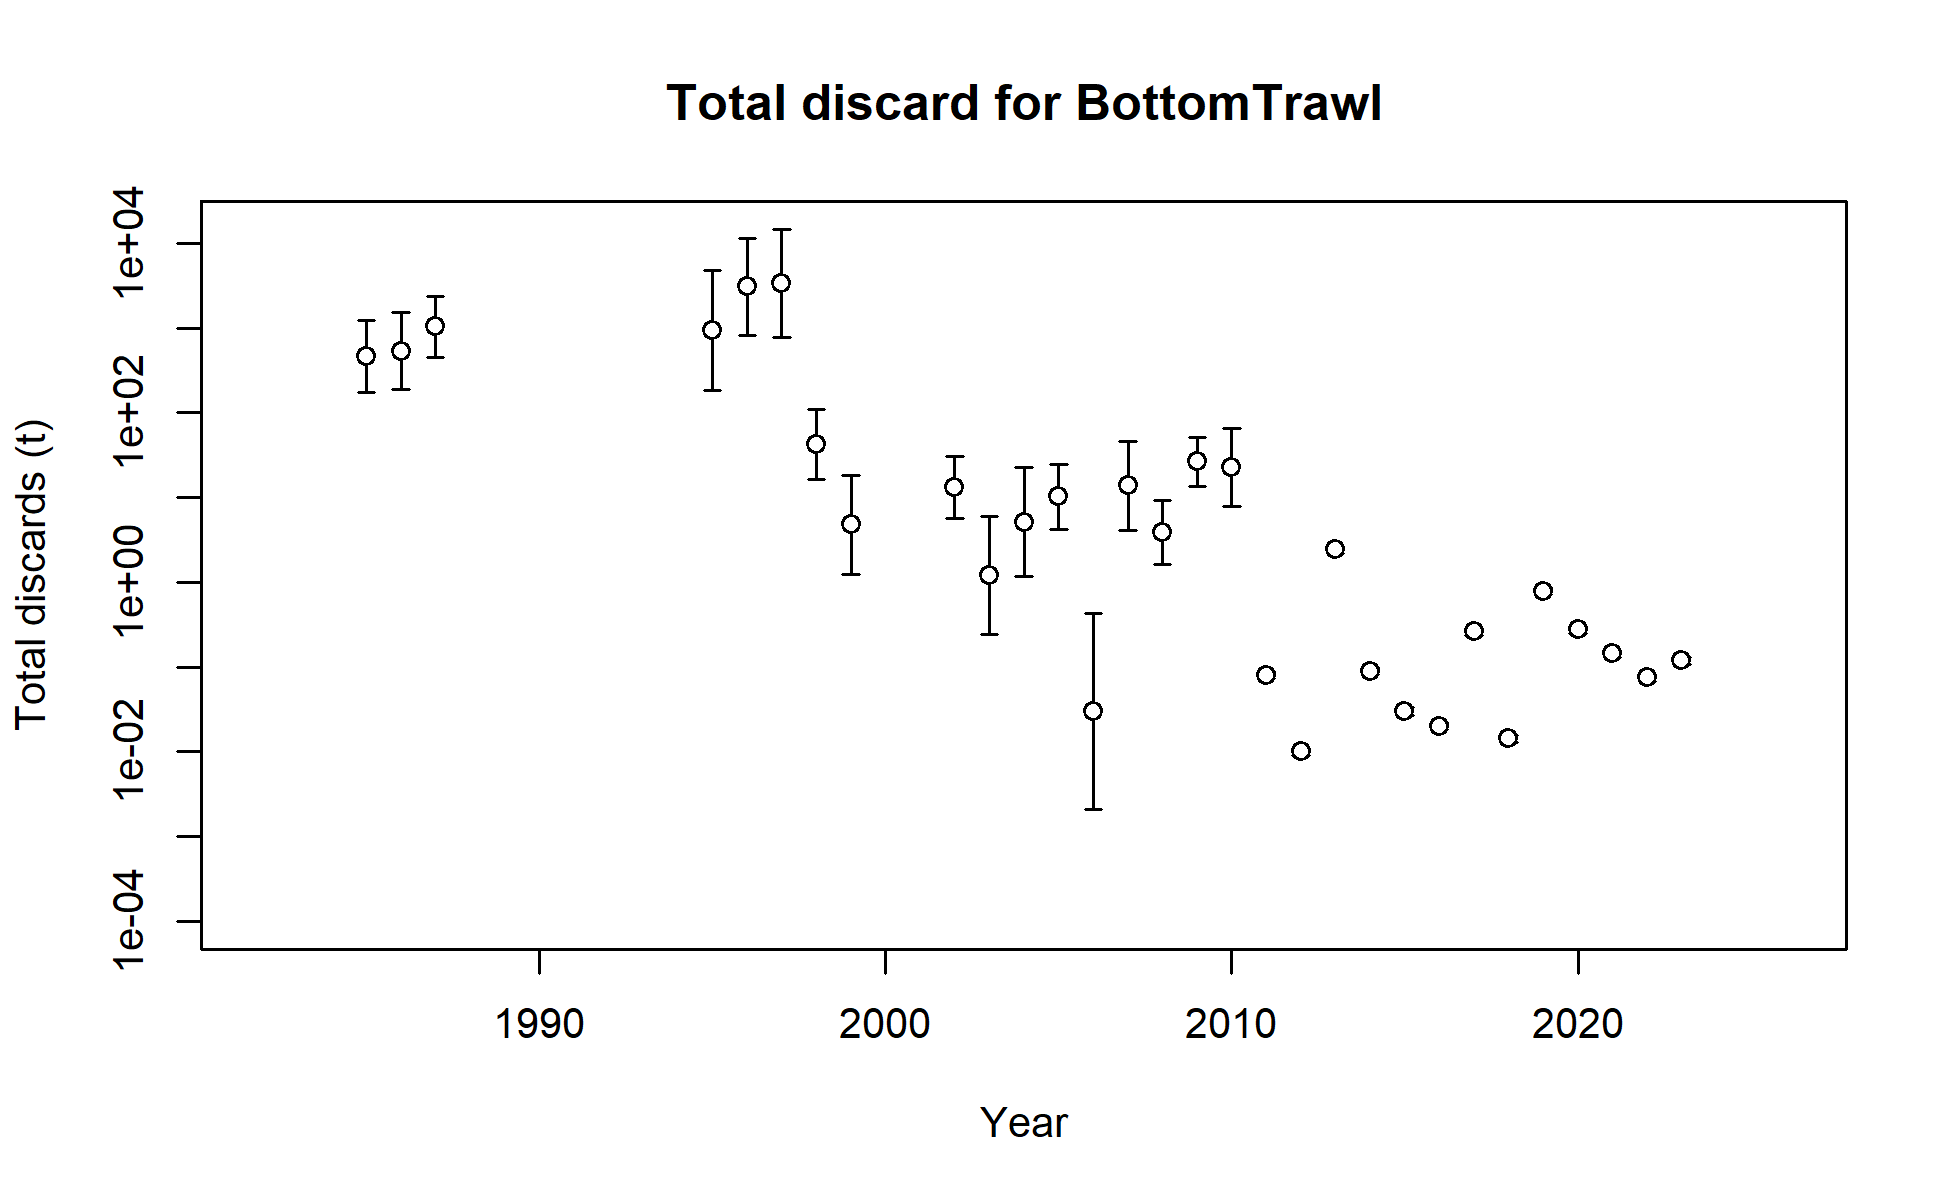 Total discard for BottomTrawl
Total discards (t)
1e+04
1e+02
1e+00
1e-02
1e-04
1990 2000 2010 2020
Year